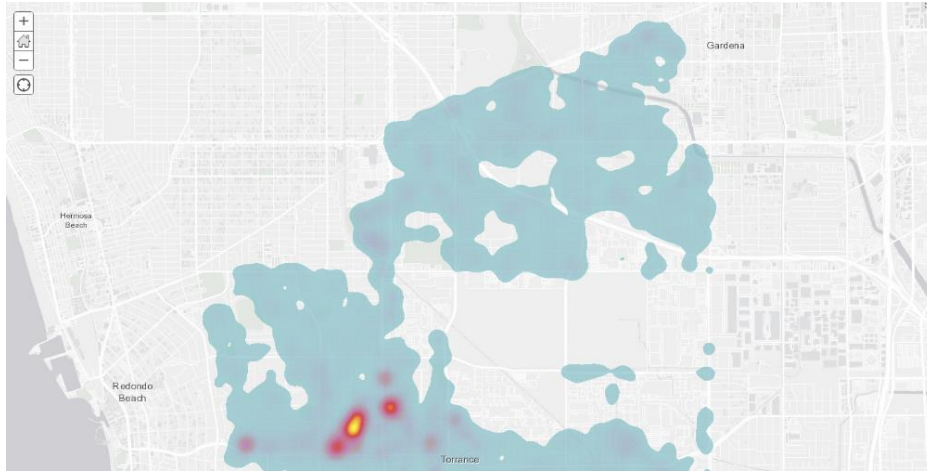 Gardena
Hermosa
Beach
Redondo
Beach
Torrance